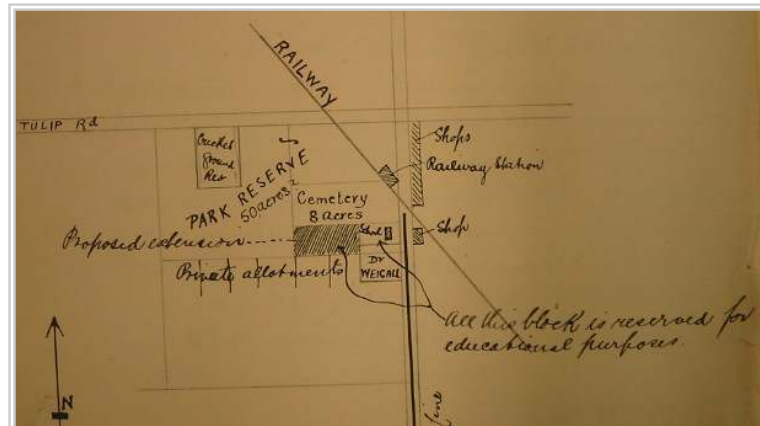 RAILWAY
TULIP Rd
Cricket
Ground
Res
PARK RESERVE
50 acres
Shops
Railway Station
Cemetery
8 acres
Proposed extension
Shop
Dr
WEIGALL
Private allotments
All this block is reserved for
educational purposes.
N
line